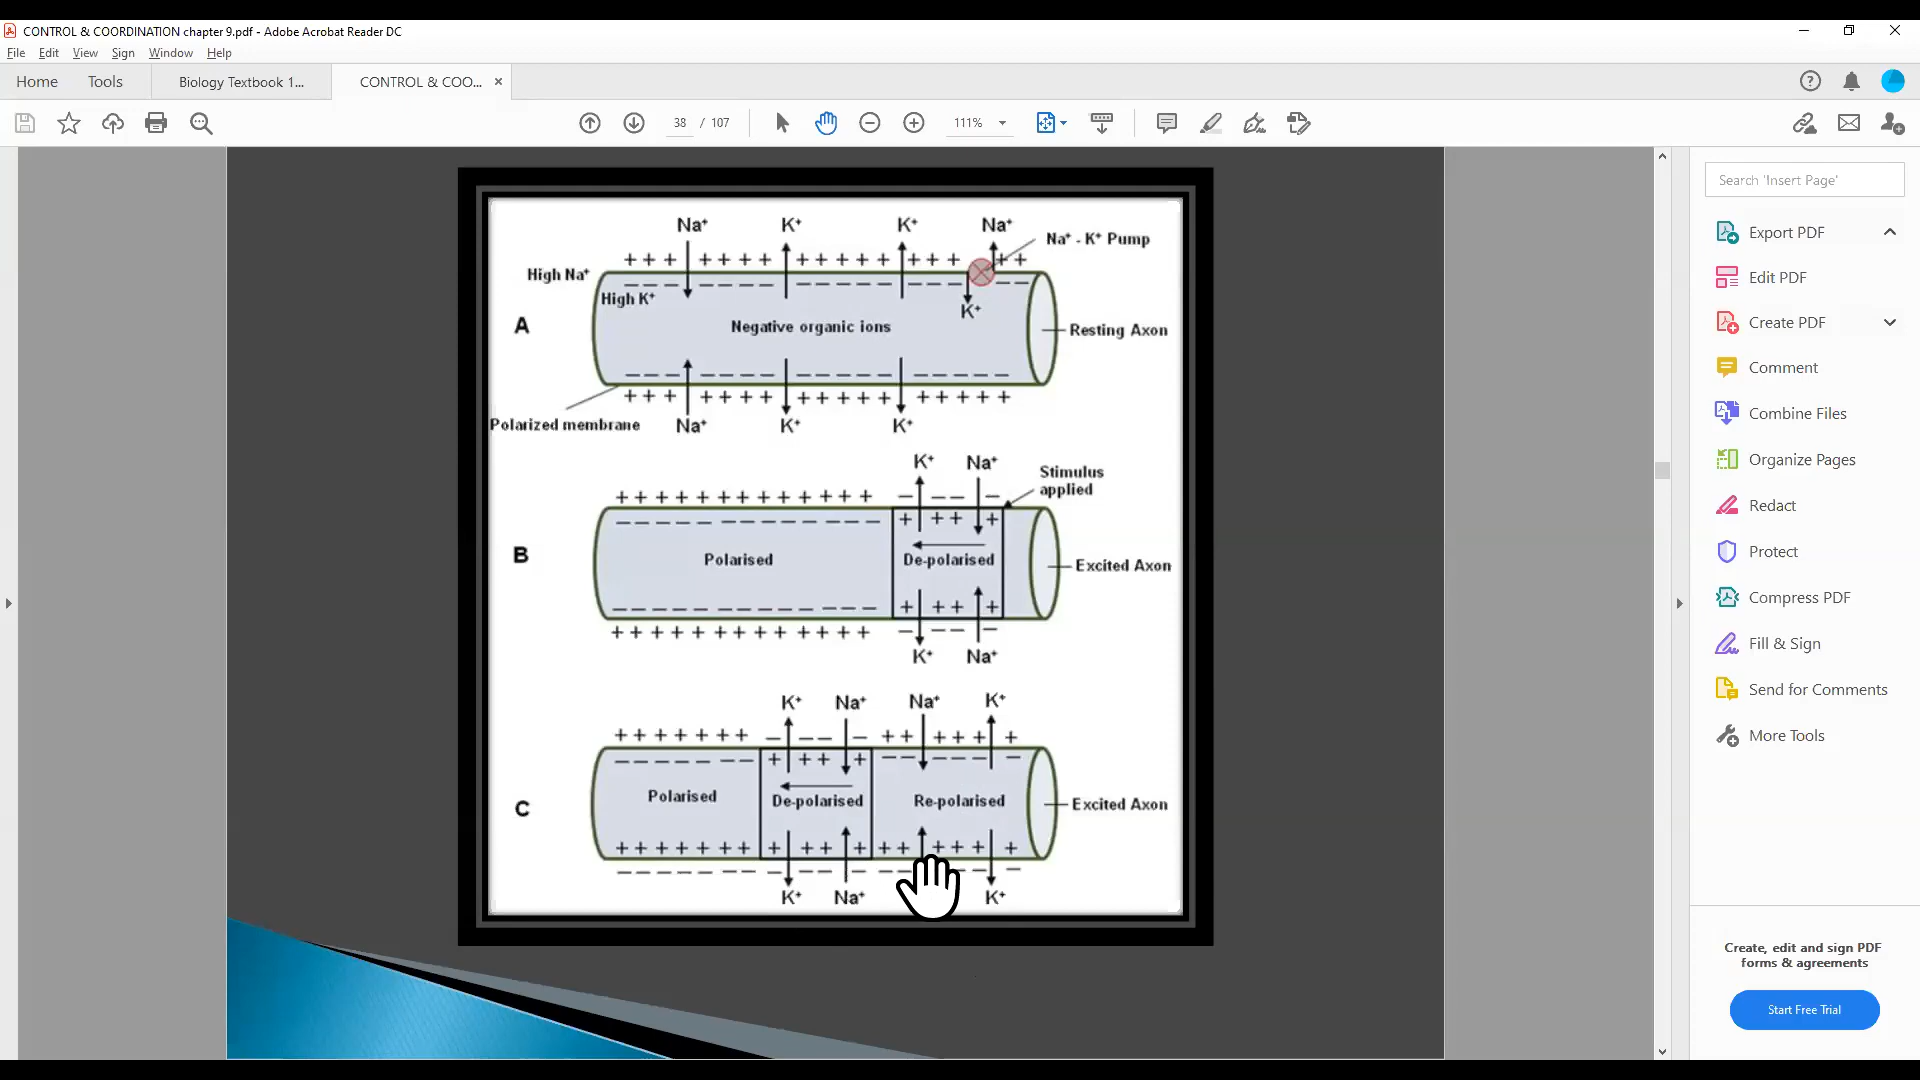 CONTROL & COORDINATION chapter 9.pdf - Adobe Acrobat Reader DC
File Edit View Sign Window Help
Home Tools Biology Textbook 1... CONTROL & COO... ×
38 / 107 111%
Search 'Insert Page'
Export PDF
Edit PDF
Create PDF
Comment
Combine Files
Organize Pages
Redact
Protect
Compress PDF
Fill & Sign
Send for Comments
More Tools
Create, edit and sign PDF
forms & agreements
Start Free Trial
Na⁺ K⁺ K⁺ Na⁺
Na⁺ - K⁺ Pump
+ + + + + + + + + + + + + + + + +
High Na⁺
High K⁺
K⁺
A
Negative organic ions
Resting Axon
+ + + + + + + + + + + + + + + + +
Polarized membrane Na⁺ K⁺ K⁺
K⁺ Na⁺
Stimulus
applied
+ + + + + + + + + + + + + – – – –
+ + + +
B
Polarised De-polarised
Excited Axon
+ + + +
+ + + + + + + + + + + + + – – – –
K⁺ Na⁺
K⁺ Na⁺ Na⁺ K⁺
+ + + + + + + – – – – + + + + + +
+ + + +
C
Polarised De-polarised Re-polarised
Excited Axon
+ + + + + + + + + + + + + + + + +
K⁺ Na⁺ K⁺